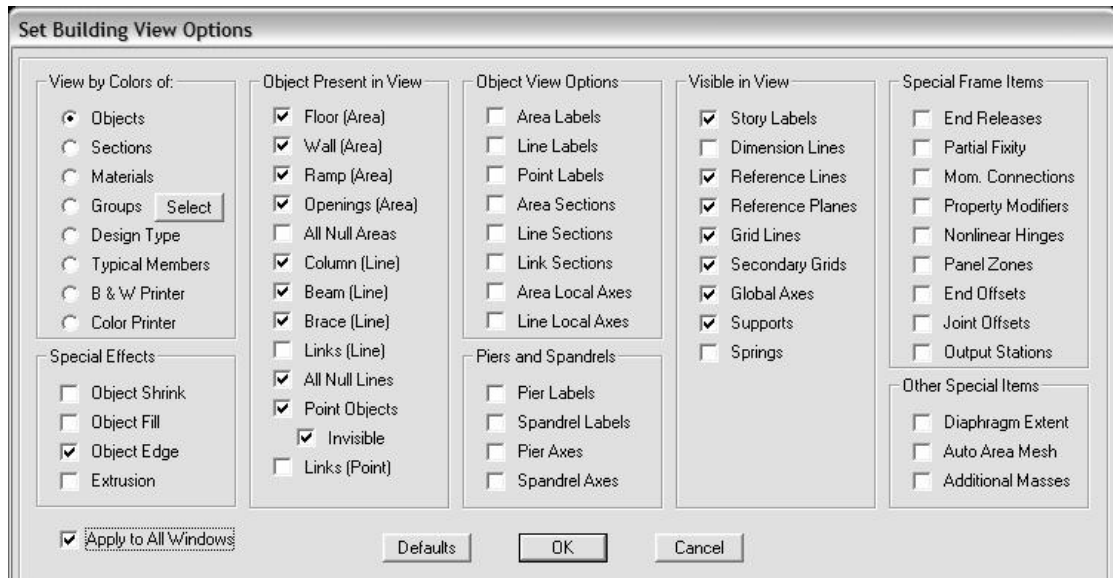 Set Building View Options
View by Colors of:
Objects
Sections
Materials
Groups Select
Design Type
Typical Members
B & W Printer
Color Printer
Special Effects
Object Shrink
Object Fill
Object Edge
Extrusion
Apply to All Windows
Object Present in View
Floor (Area)
Wall (Area)
Ramp (Area)
Openings (Area)
All Null Areas
Column (Line)
Beam (Line)
Brace (Line)
Links (Line)
All Null Lines
Point Objects
Invisible
Links (Point)
Object View Options
Area Labels
Line Labels
Point Labels
Area Sections
Line Sections
Link Sections
Area Local Axes
Line Local Axes
Piers and Spandrels
Pier Labels
Spandrel Labels
Pier Axes
Spandrel Axes
Visible in View
Story Labels
Dimension Lines
Reference Lines
Reference Planes
Grid Lines
Secondary Grids
Global Axes
Supports
Springs
Special Frame Items
End Releases
Partial Fixity
Mom. Connections
Property Modifiers
Nonlinear Hinges
Panel Zones
End Offsets
Joint Offsets
Output Stations
Other Special Items
Diaphragm Extent
Auto Area Mesh
Additional Masses
Defaults
OK
Cancel